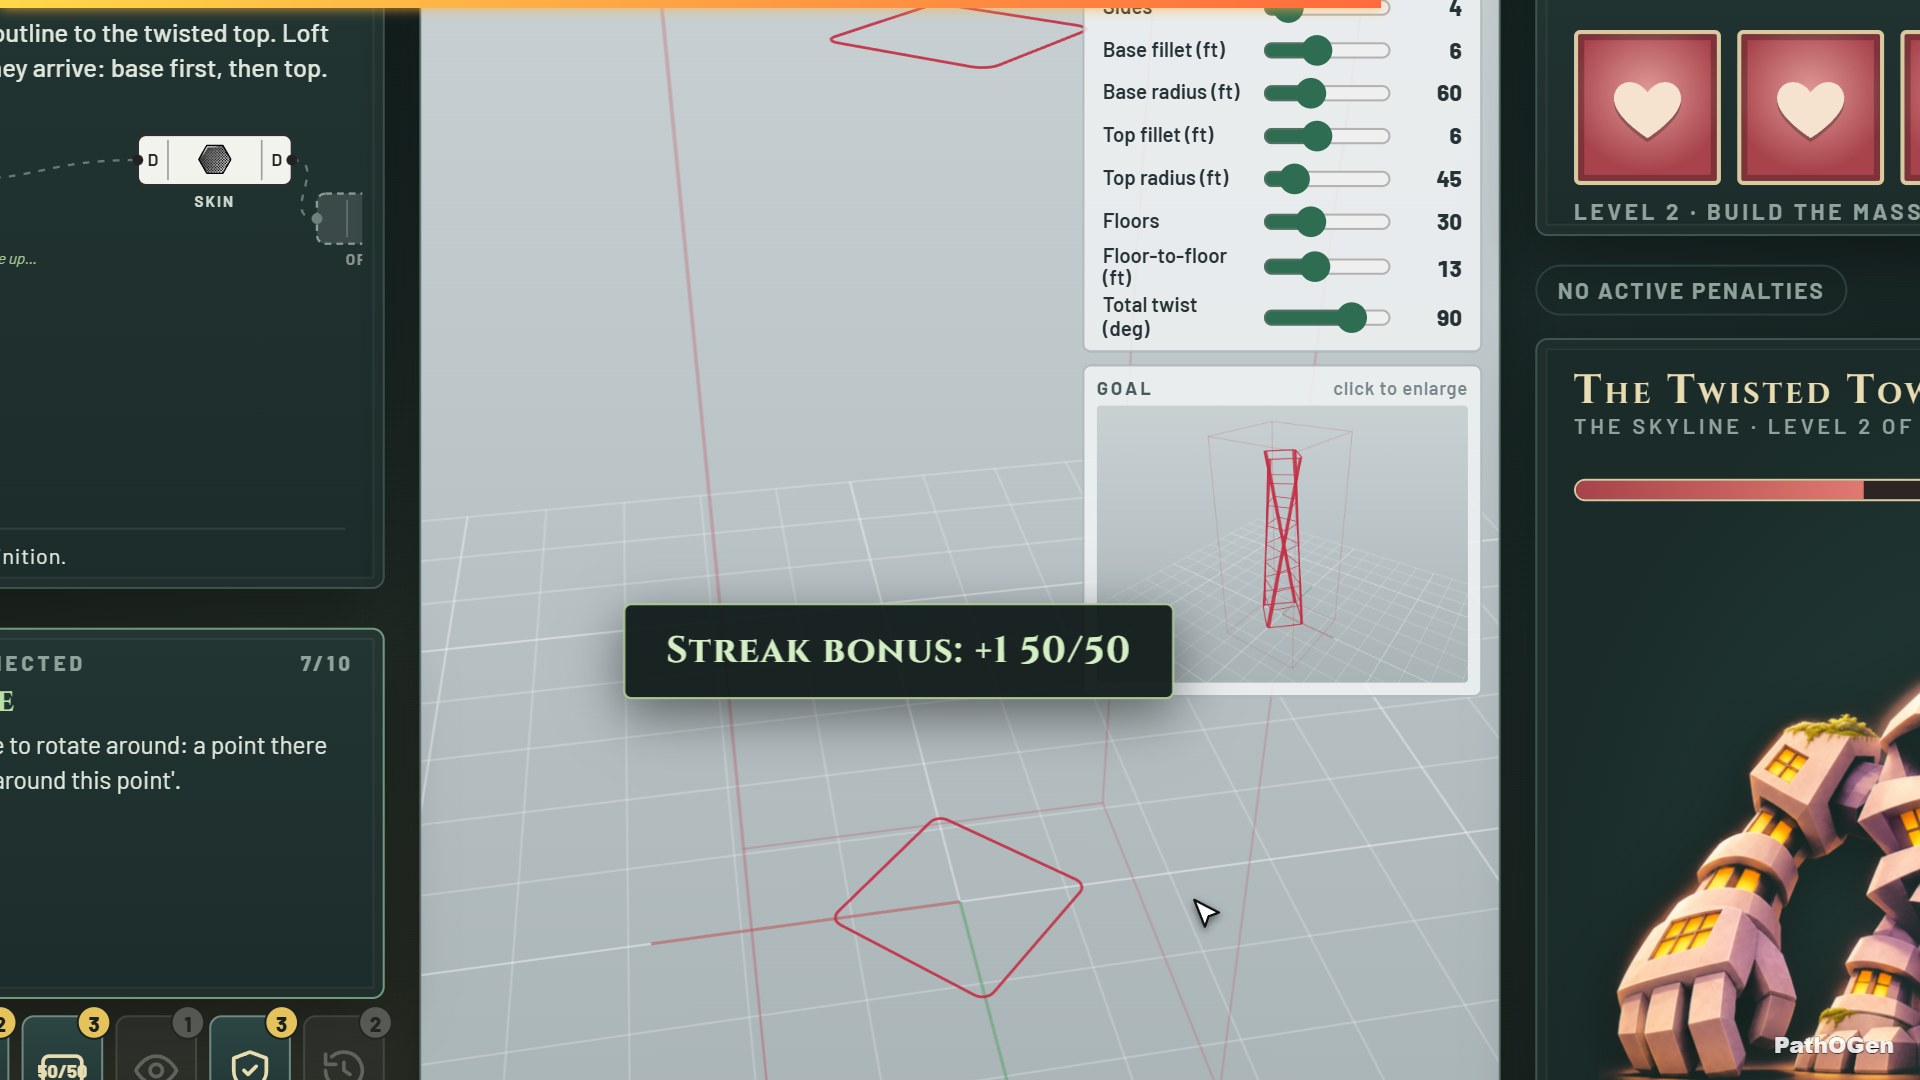 outline to the twisted top. Loft
hey arrive: base first, then top.
D
D
SKIN
e up...
OF
nition.
NECTED
7/10
E
e to rotate around: a point there
around this point'.
2
3
1
3
2
50/50
Sides
4
Base fillet (ft)
6
Base radius (ft)
60
Top fillet (ft)
6
Top radius (ft)
45
Floors
30
Floor-to-floor
(ft)
13
Total twist
(deg)
90
GOAL
click to enlarge
STREAK BONUS: +1 50/50
LEVEL 2 · BUILD THE MASS
NO ACTIVE PENALTIES
THE TWISTED TOW
THE SKYLINE · LEVEL 2 OF
PathOGen